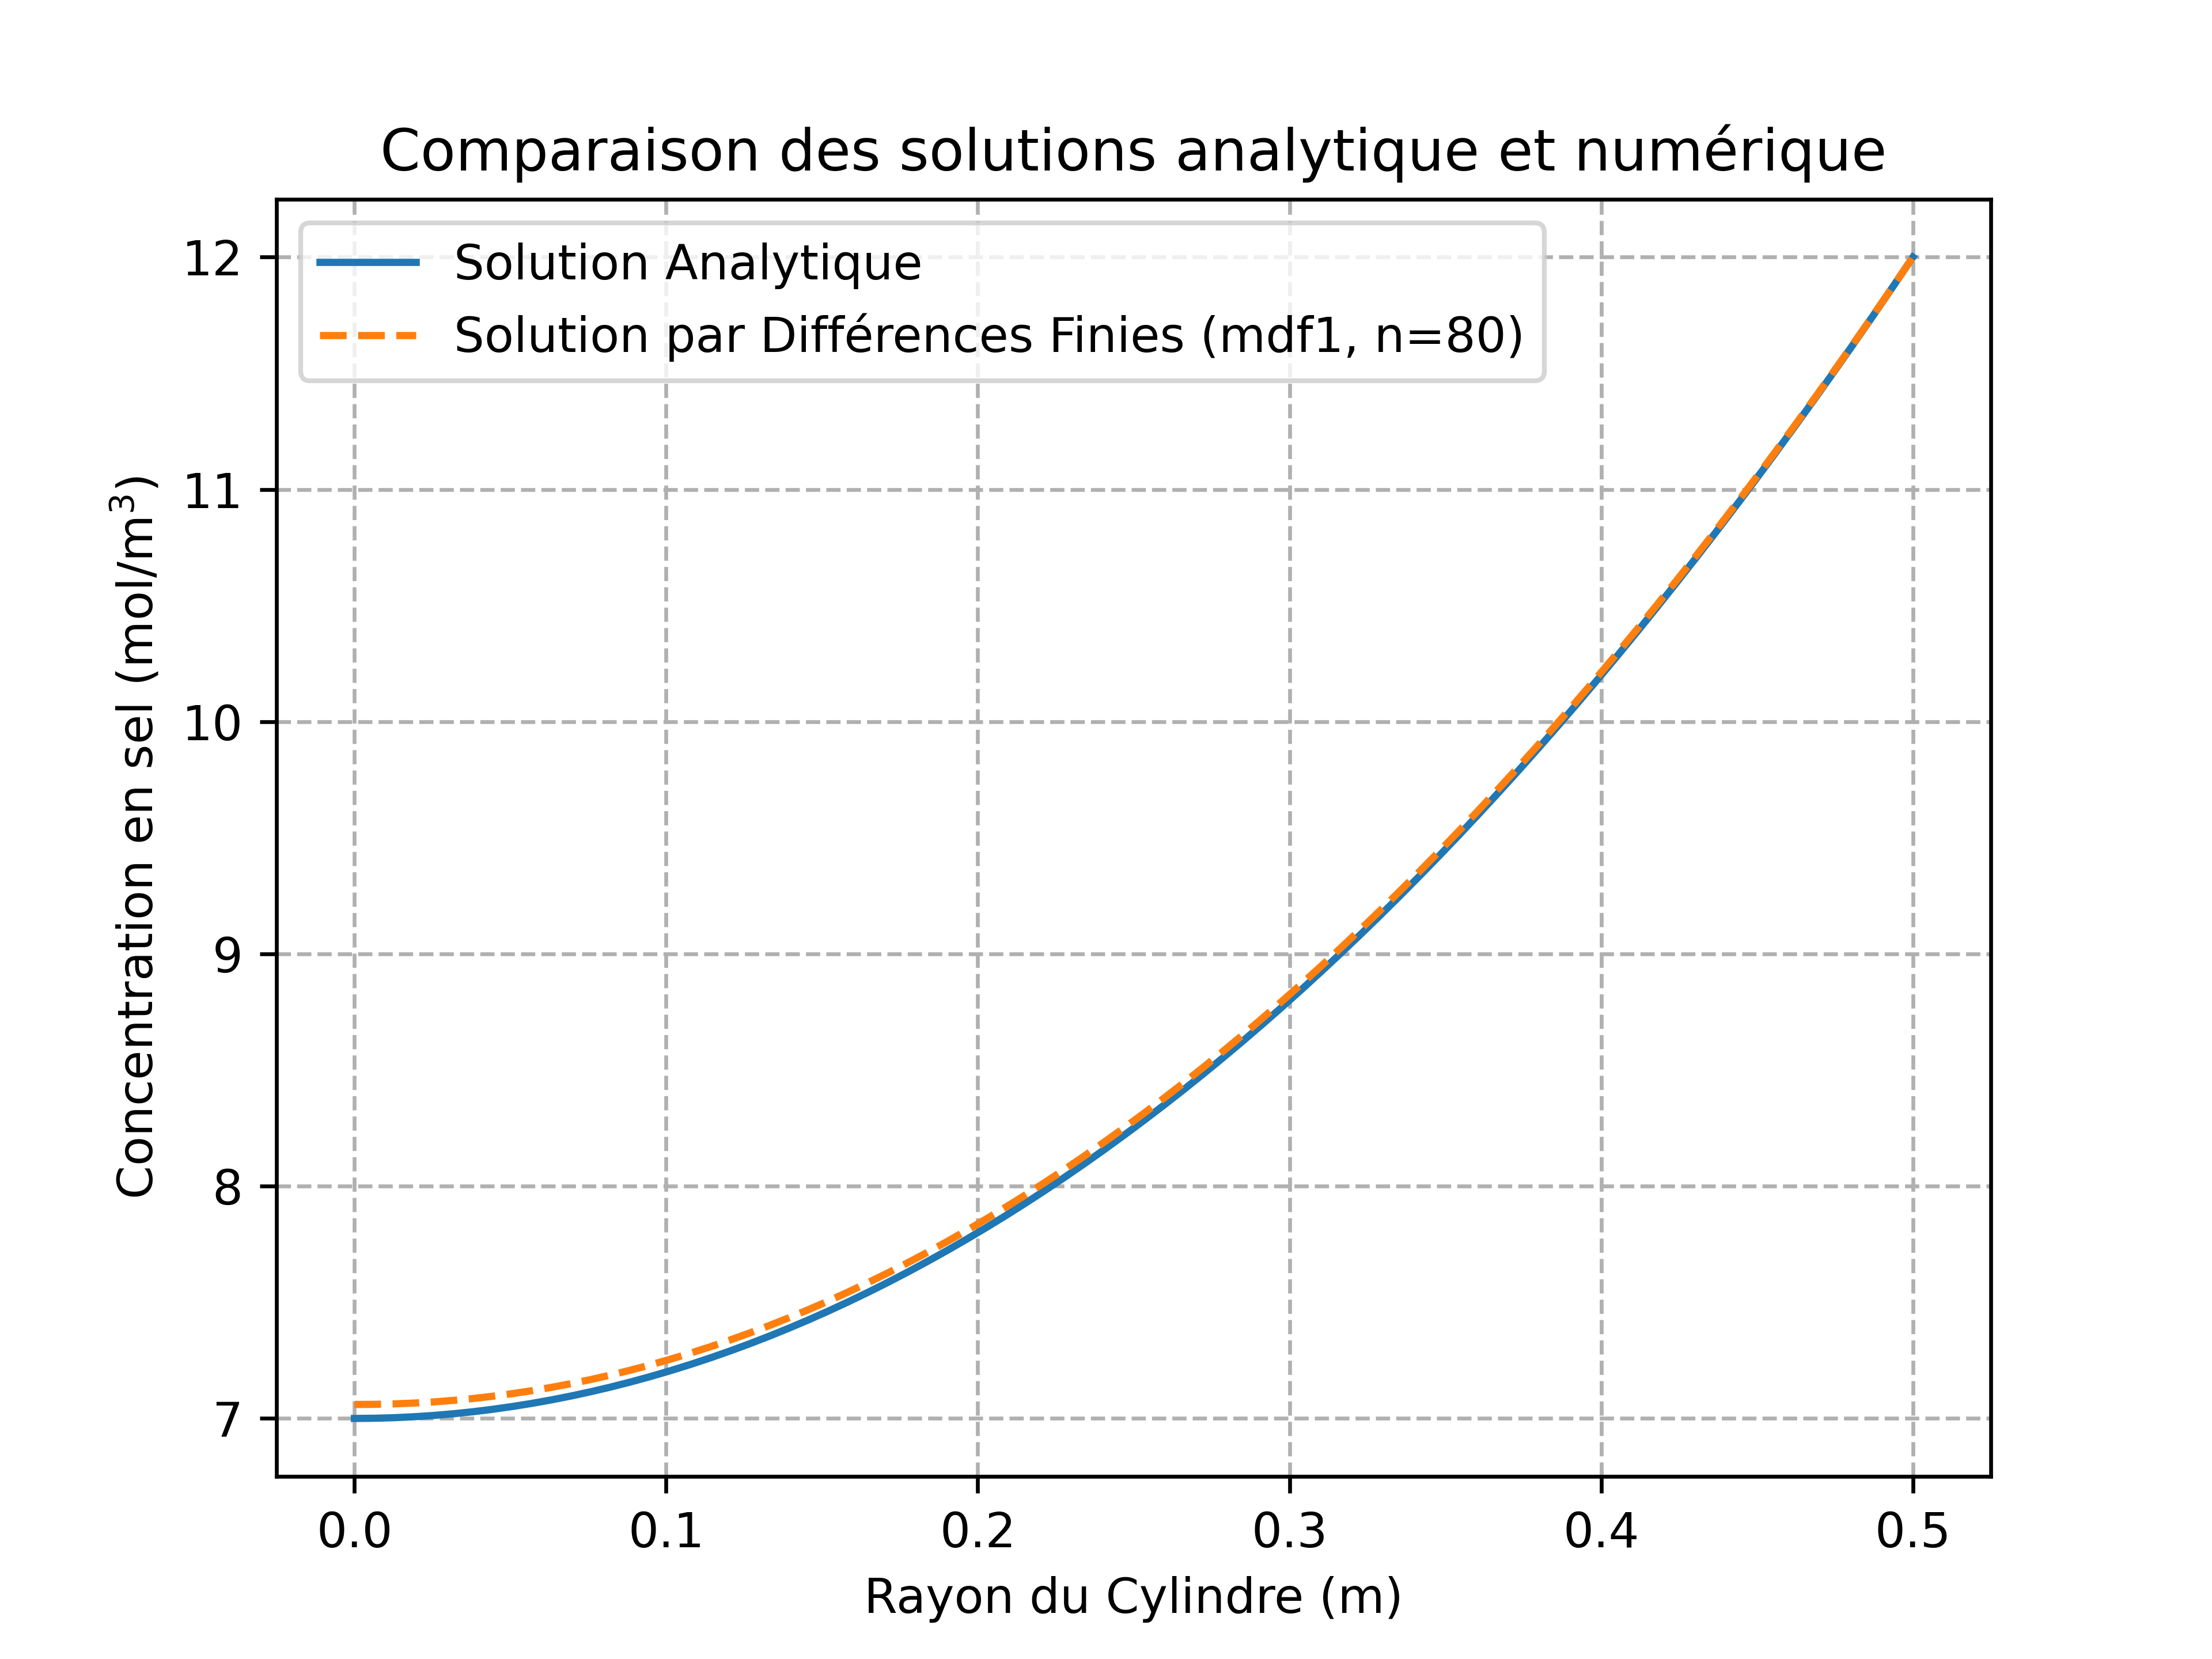 Comparaison des solutions analytique et numérique
Solution Analytique
Solution par Différences Finies (mdf1, n=80)
12
11
10
9
8
7
Concentration en sel (mol/m³)
0.0 0.1 0.2 0.3 0.4 0.5
Rayon du Cylindre (m)